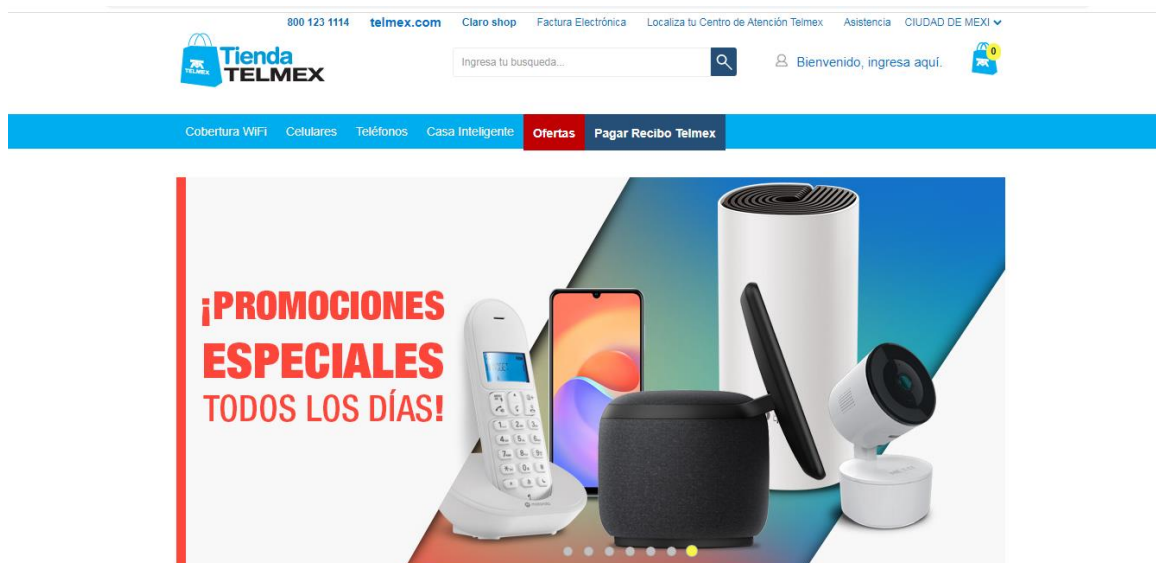 800 123 1114 telmex.com Claro shop Factura Electrónica Localiza tu Centro de Atención Telmex Asistencia CIUDAD DE MEXI
TELMEX
Tienda
TELMEX
Ingresa tu busqueda...
Bienvenido, ingresa aquí.
0
Cobertura WiFi Celulares Teléfonos Casa Inteligente Ofertas Pagar Recibo Telmex
¡PROMOCIONES
ESPECIALES
TODOS LOS DÍAS!